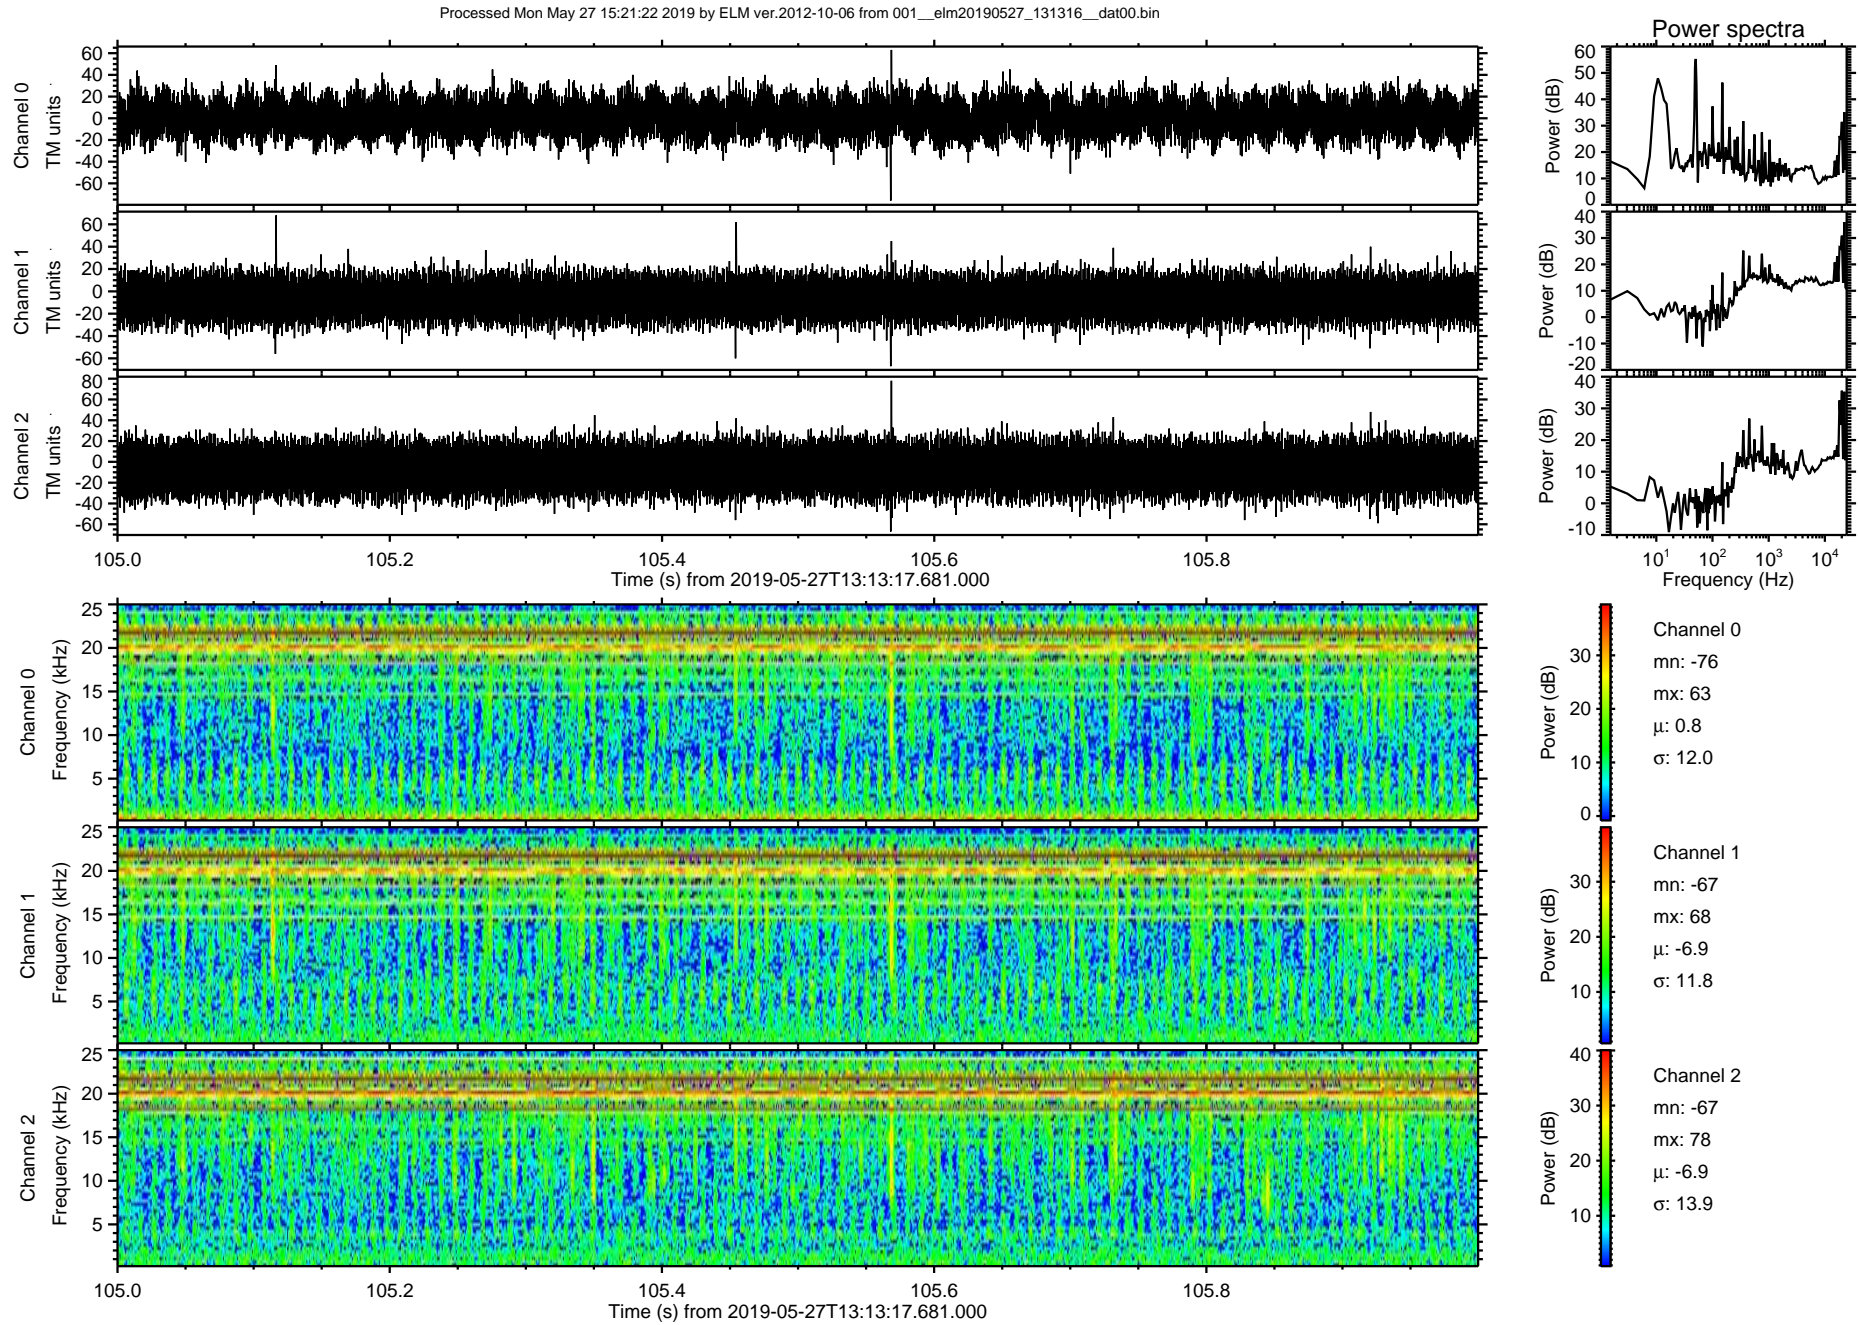 Processed Mon May 27 15:21:22 2019 by ELM ver.2012-10-06 from 001__elm20190527_131316__dat00.bin
Power spectra
Channel 0
TM units
60
40
20
0
-20
-40
-60
Power (dB)
60
50
40
30
20
10
0
Channel 1
TM units
60
40
20
0
-20
-40
-60
Power (dB)
40
30
20
10
0
-10
-20
Channel 2
TM units
80
60
40
20
0
-20
-40
-60
Power (dB)
40
30
20
10
0
-10
105.0 105.2 105.4 105.6 105.8
Time (s) from 2019-05-27T13:13:17.681.000
10¹ 10² 10³ 10⁴
Frequency (Hz)
Channel 0
Frequency (kHz)
25
20
15
10
5
Power (dB)
30
20
10
0
Channel 0
mn: -76
mx: 63
µ: 0.8
σ: 12.0
Channel 1
Frequency (kHz)
25
20
15
10
5
Power (dB)
30
20
10
Channel 1
mn: -67
mx: 68
µ: -6.9
σ: 11.8
Channel 2
Frequency (kHz)
25
20
15
10
5
Power (dB)
40
30
20
10
Channel 2
mn: -67
mx: 78
µ: -6.9
σ: 13.9
105.0 105.2 105.4 105.6 105.8
Time (s) from 2019-05-27T13:13:17.681.000